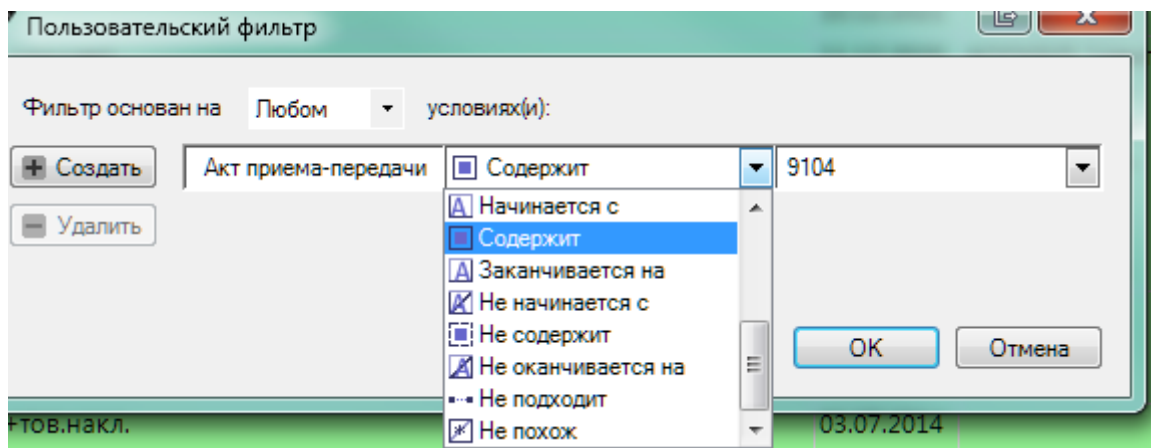 Пользовательский фильтр
Фильтр основан на Любом условиях(и):
Создать Акт приема-передачи Содержит 9104
Удалить
Начинается с
Содержит
Заканчивается на
Не начинается с
Не содержит
Не оканчивается на
Не подходит
Не похож
OK Отмена
+тов.накл. 03.07.2014